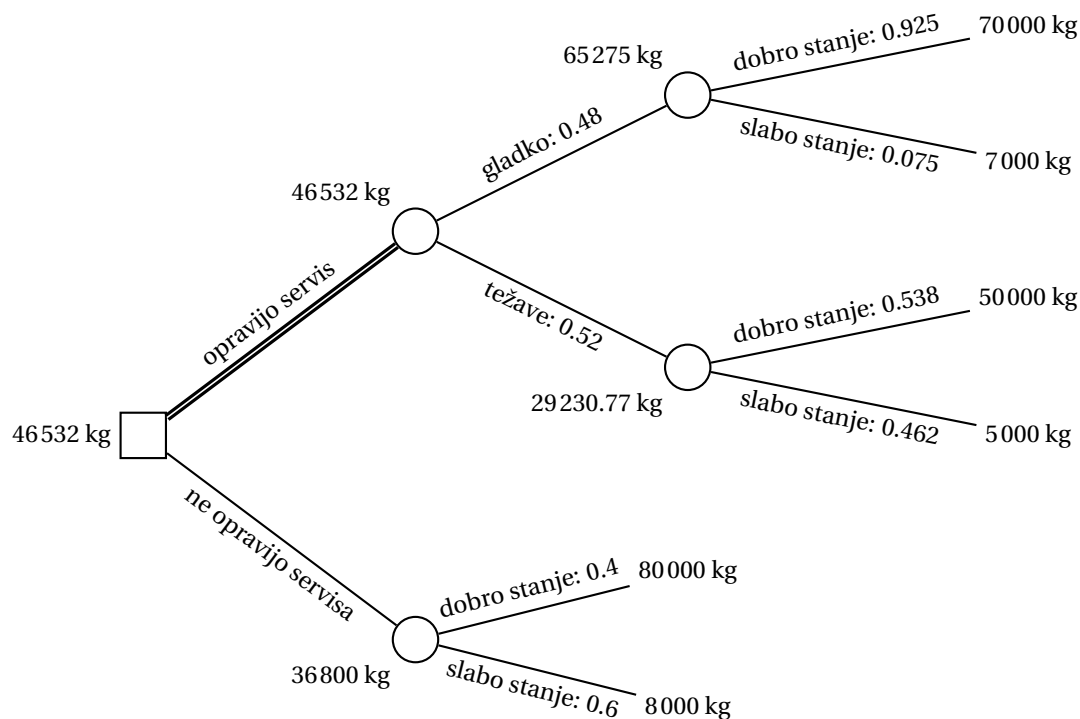 70 000 kg
dobro stanje: 0.925
65 275 kg
slabo stanje: 0.075
7 000 kg
gladko: 0.48
46 532 kg
opravijo servis
težave: 0.52
50 000 kg
dobro stanje: 0.538
29 230.77 kg
slabo stanje: 0.462
5 000 kg
46 532 kg
ne opravijo servisa
dobro stanje: 0.4
80 000 kg
36 800 kg
slabo stanje: 0.6
8 000 kg